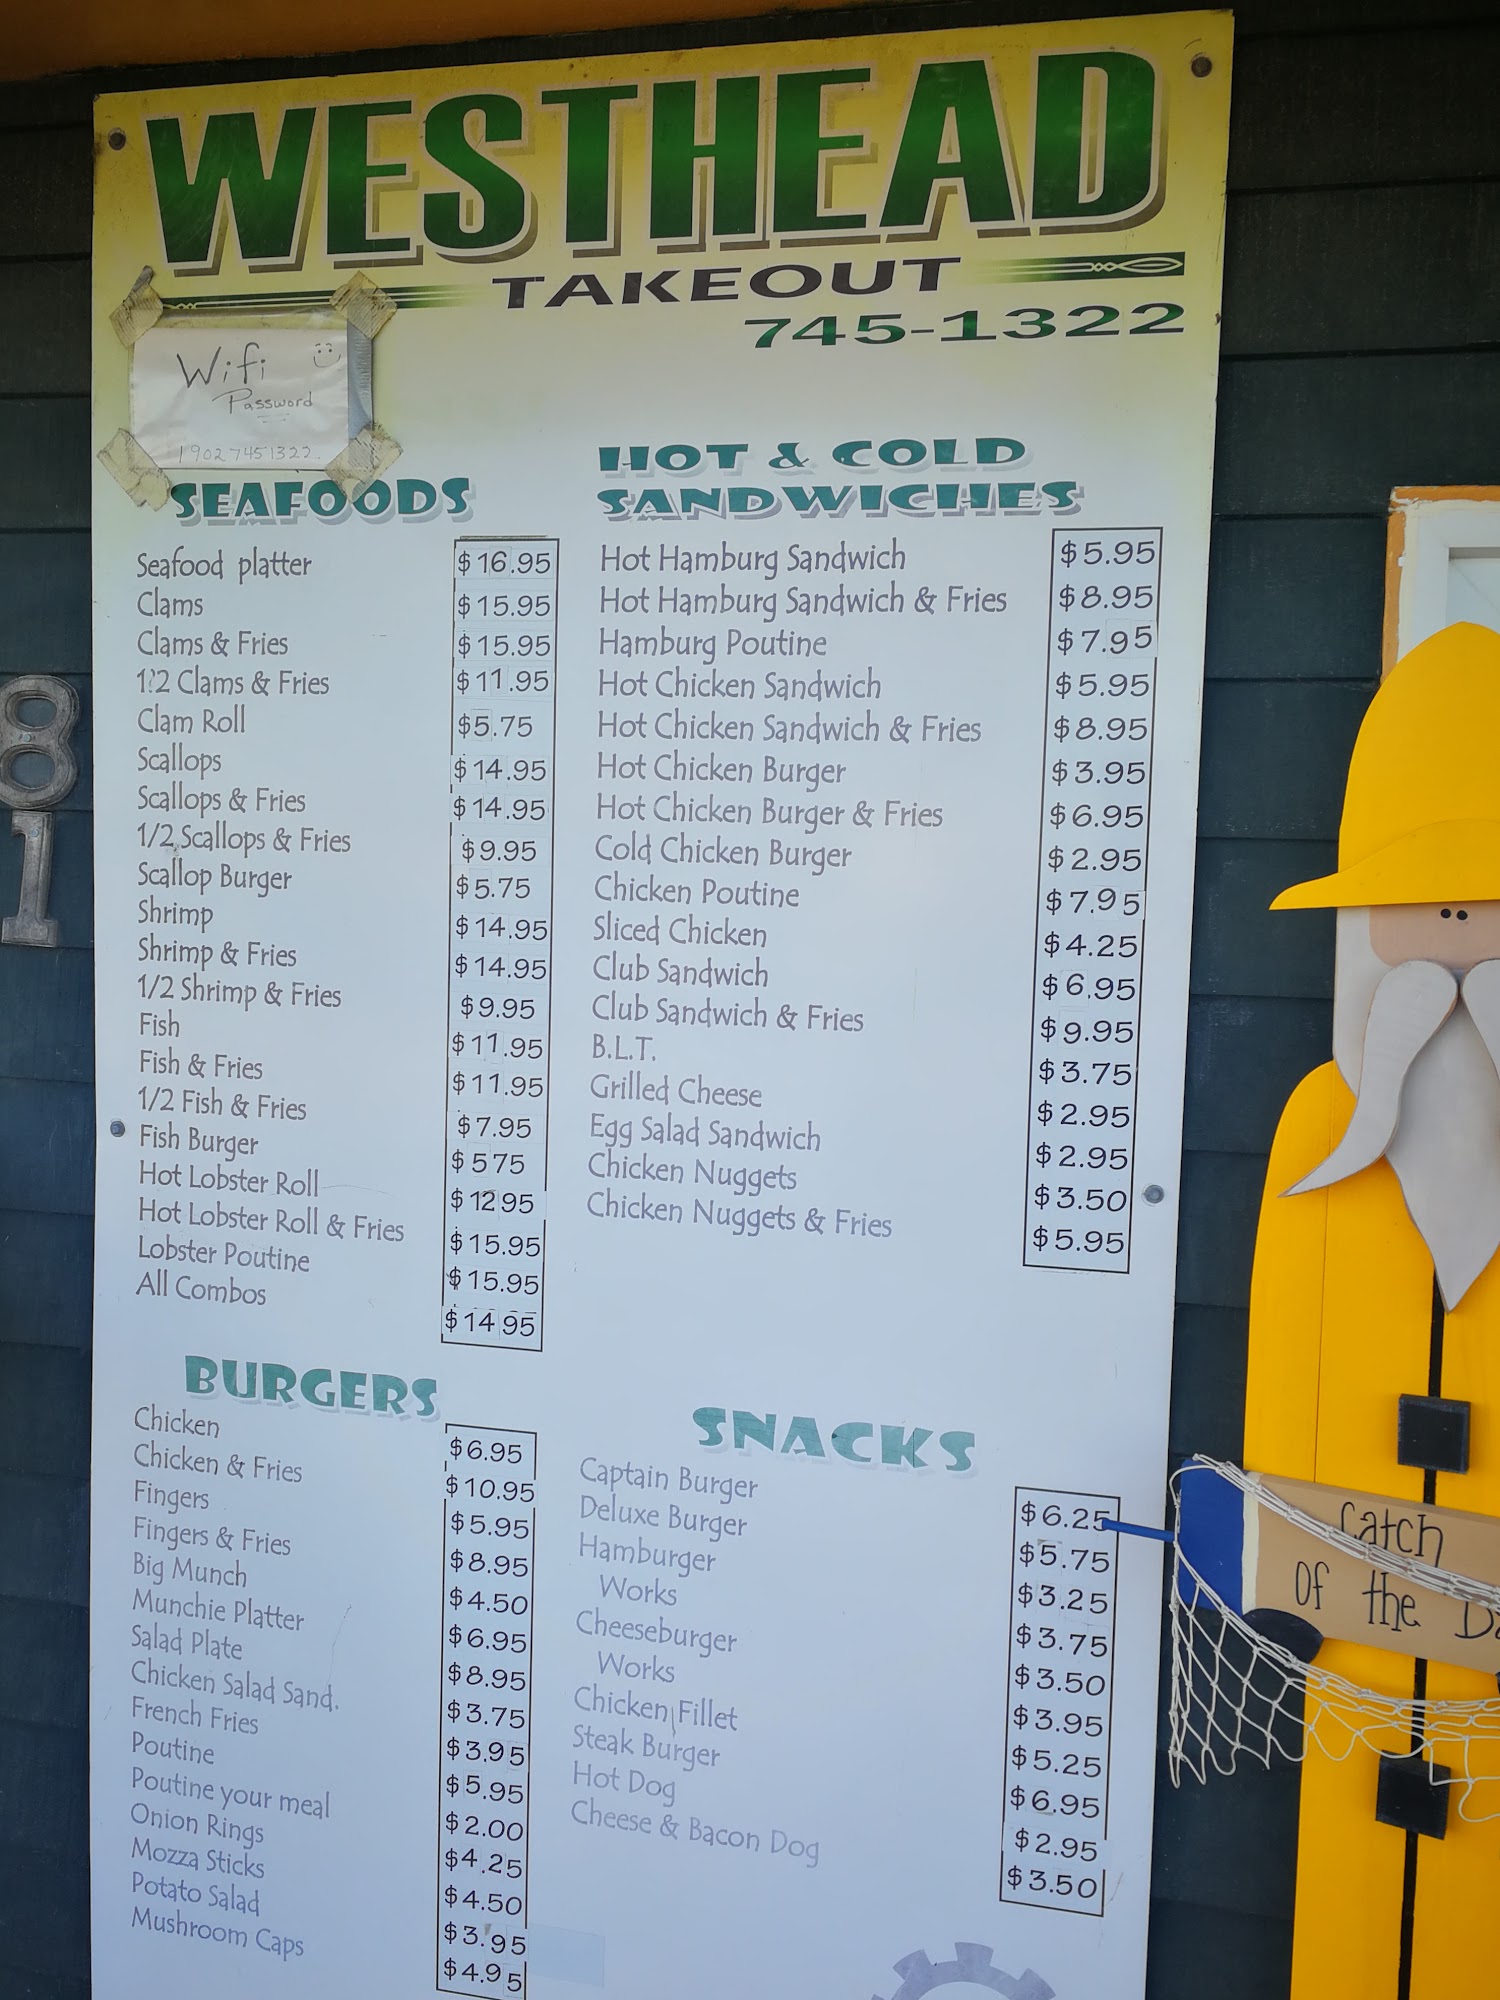 WESTHEAD
TAKEOUT
745-1322
Wifi
Password
19027451322.
SEAFOODS
Seafood platter $16.95
Clams $15.95
Clams & Fries $15.95
1?2 Clams & Fries $11.95
Clam Roll $5.75
Scallops $14.95
Scallops & Fries $14.95
1/2 Scallops & Fries $9.95
Scallop Burger $5.75
Shrimp $14.95
Shrimp & Fries $14.95
1/2 Shrimp & Fries $9.95
Fish $11.95
Fish & Fries $11.95
1/2 Fish & Fries $7.95
Fish Burger $575
Hot Lobster Roll $1295
Hot Lobster Roll & Fries $15.95
Lobster Poutine $15.95
All Combos $14 95
HOT & COLD
SANDWICHES
Hot Hamburg Sandwich $5.95
Hot Hamburg Sandwich & Fries $8.95
Hamburg Poutine $7.95
Hot Chicken Sandwich $5.95
Hot Chicken Sandwich & Fries $8.95
Hot Chicken Burger $3.95
Hot Chicken Burger & Fries $6.95
Cold Chicken Burger $2.95
Chicken Poutine $7.95
Sliced Chicken $4.25
Club Sandwich $6.95
Club Sandwich & Fries $9.95
B.L.T. $3.75
Grilled Cheese $2.95
Egg Salad Sandwich $2.95
Chicken Nuggets $3.50
Chicken Nuggets & Fries $5.95
BURGERS
Chicken $6.95
Chicken & Fries $10.95
Fingers $5.95
Fingers & Fries $8.95
Big Munch $4.50
Munchie Platter $6.95
Salad Plate $8.95
Chicken Salad Sand. $3.75
French Fries $3.95
Poutine $5.95
Poutine your meal $2.00
Onion Rings $4.25
Mozza Sticks $4.50
Potato Salad $3.95
Mushroom Caps $4.95
SNACKS
Captain Burger $6.25
Deluxe Burger $5.75
Hamburger $3.25
Works $3.75
Cheeseburger $3.50
Works $3.95
Chicken Fillet $5.25
Steak Burger $6.95
Hot Dog $2.95
Cheese & Bacon Dog $3.50
81
Catch
of the